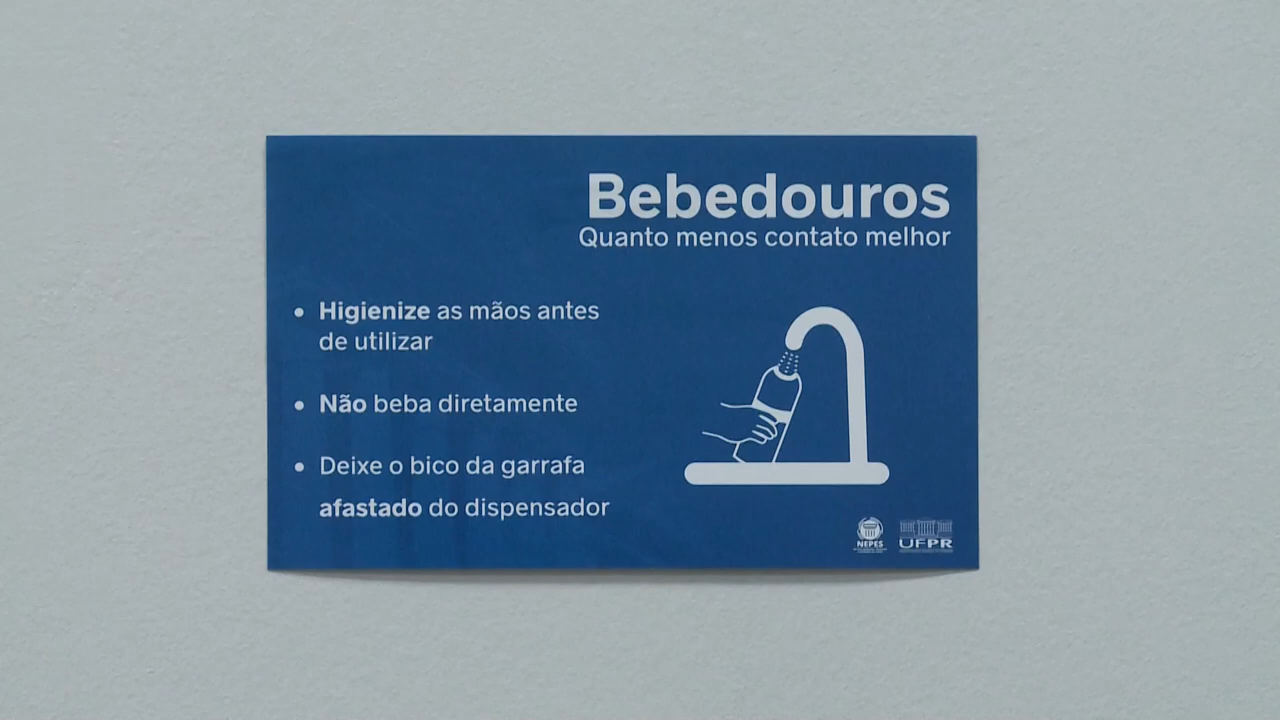 Bebedouros
Quanto menos contato melhor
• Higienize as mãos antes
de utilizar
• Não beba diretamente
• Deixe o bico da garrafa
afastado do dispensador
NEPES
UFPR